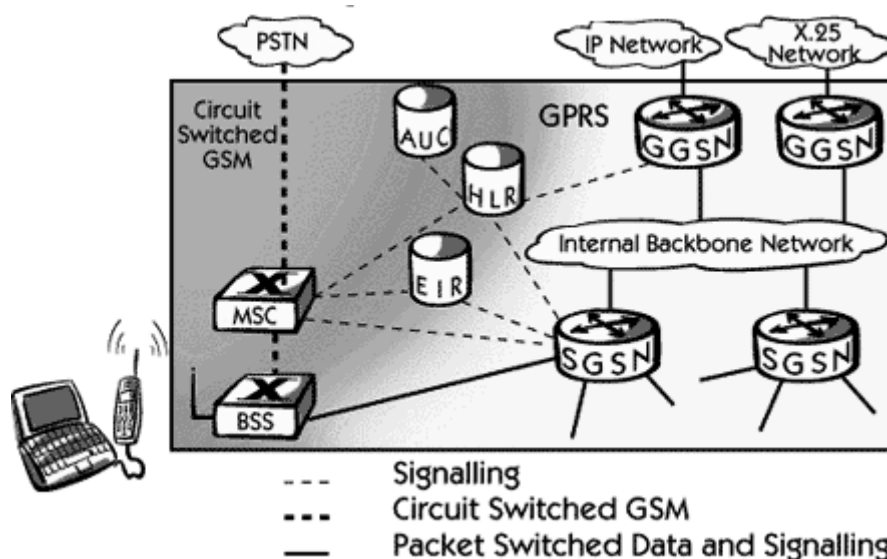 PSTN
IP Network
X.25
Network
Circuit
Switched
GSM
AUC
GPRS
GGSN
GGSN
HLR
Internal Backbone Network
EIR
MSC
SGSN
SGSN
BSS
Signalling
Circuit Switched GSM
Packet Switched Data and Signalling